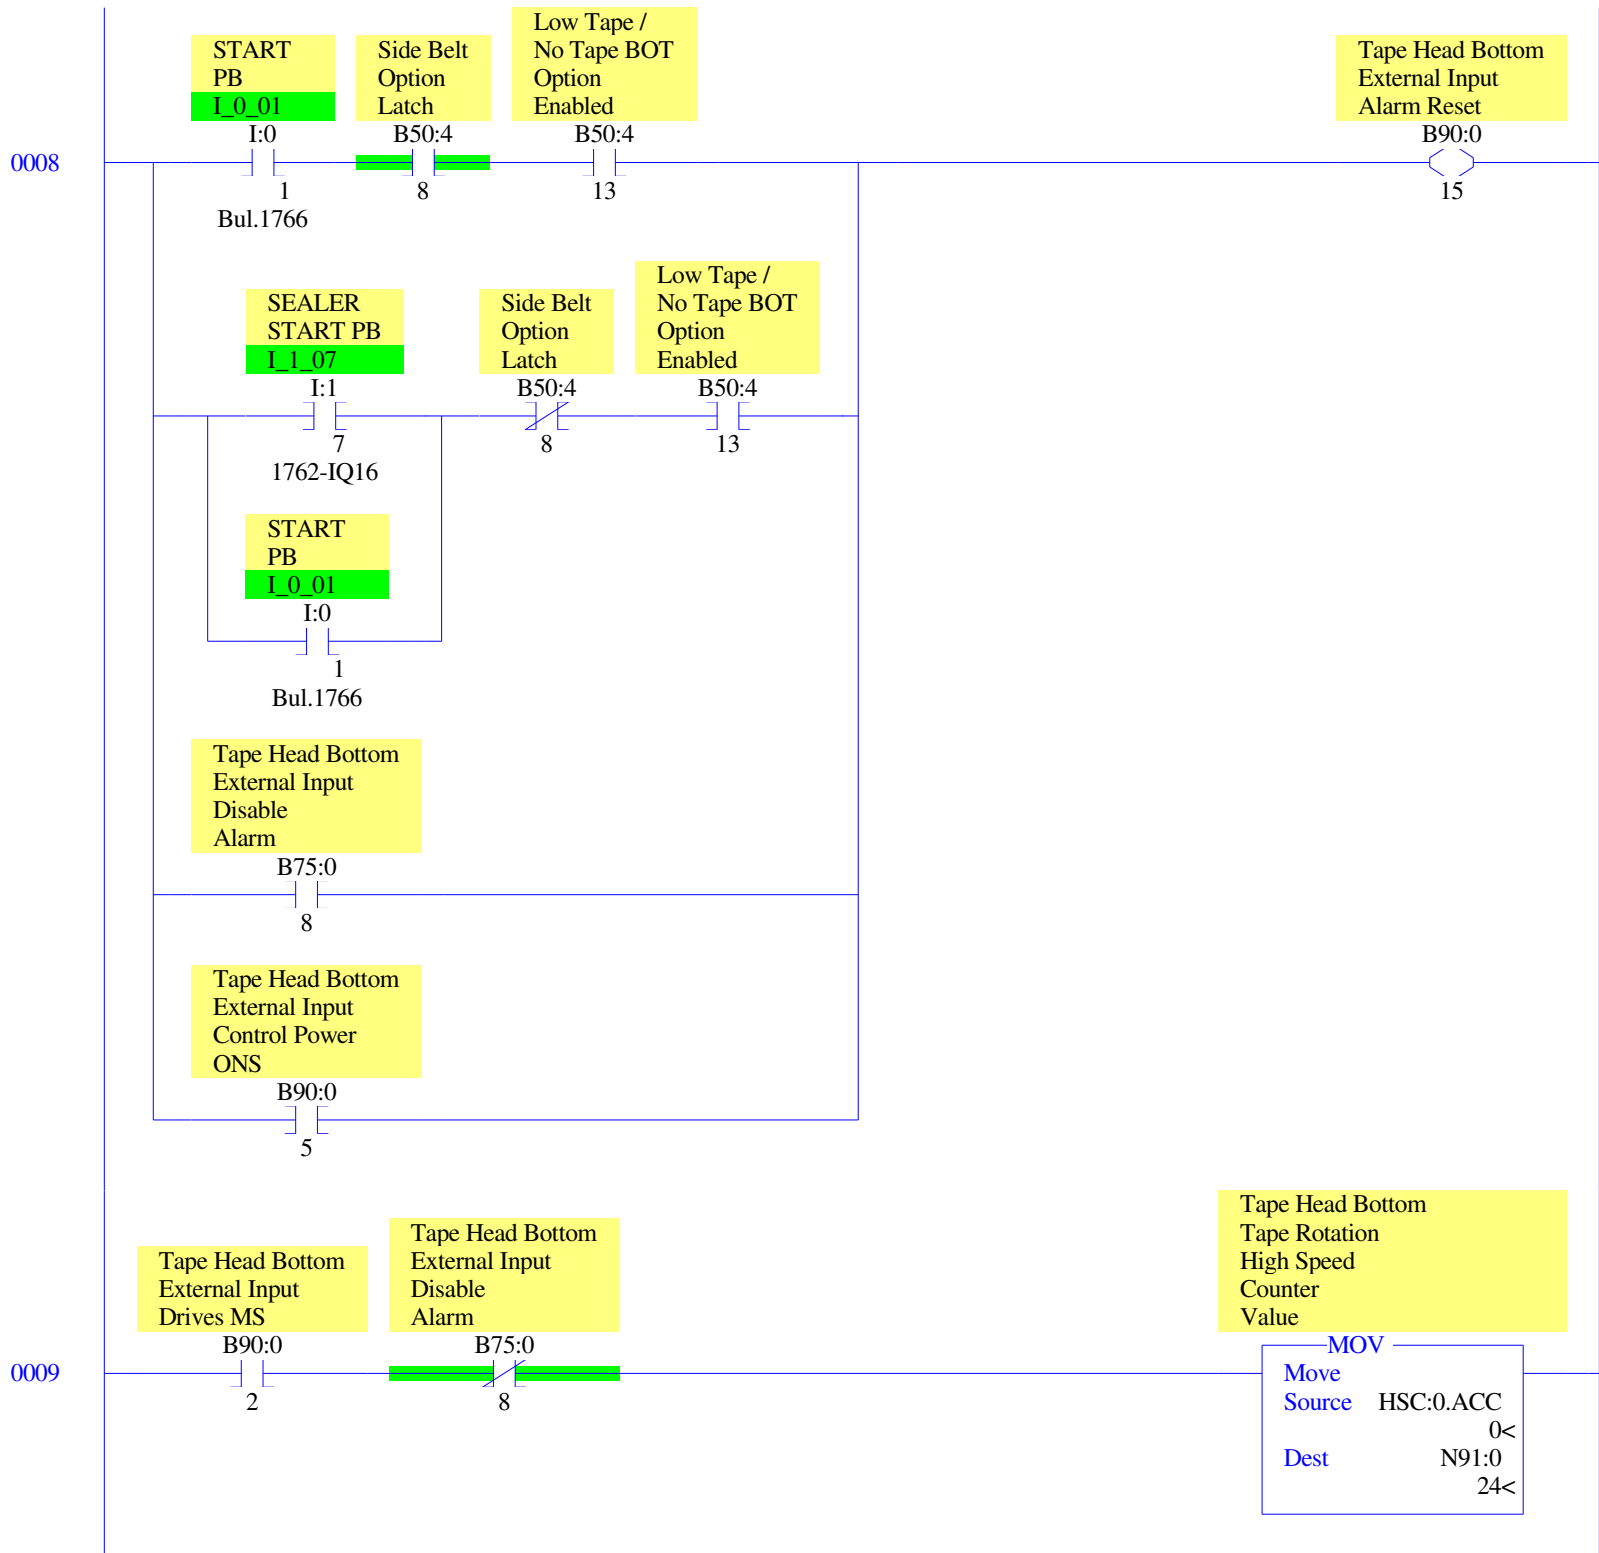 START
PB
I_0_01
I:0
1
Bul.1766
Side Belt
Option
Latch
B50:4
8
Low Tape /
No Tape BOT
Option
Enabled
B50:4
13
Tape Head Bottom
External Input
Alarm Reset
B90:0
15
0008
SEALER
START PB
I_1_07
I:1
7
1762-IQ16
Side Belt
Option
Latch
B50:4
8
Low Tape /
No Tape BOT
Option
Enabled
B50:4
13
START
PB
I_0_01
I:0
1
Bul.1766
Tape Head Bottom
External Input
Disable
Alarm
B75:0
8
Tape Head Bottom
External Input
Control Power
ONS
B90:0
5
0009
Tape Head Bottom
External Input
Drives MS
B90:0
2
Tape Head Bottom
External Input
Disable
Alarm
B75:0
8
Tape Head Bottom
Tape Rotation
High Speed
Counter
Value
MOV
Move
Source HSC:0.ACC
0<
Dest N91:0
24<